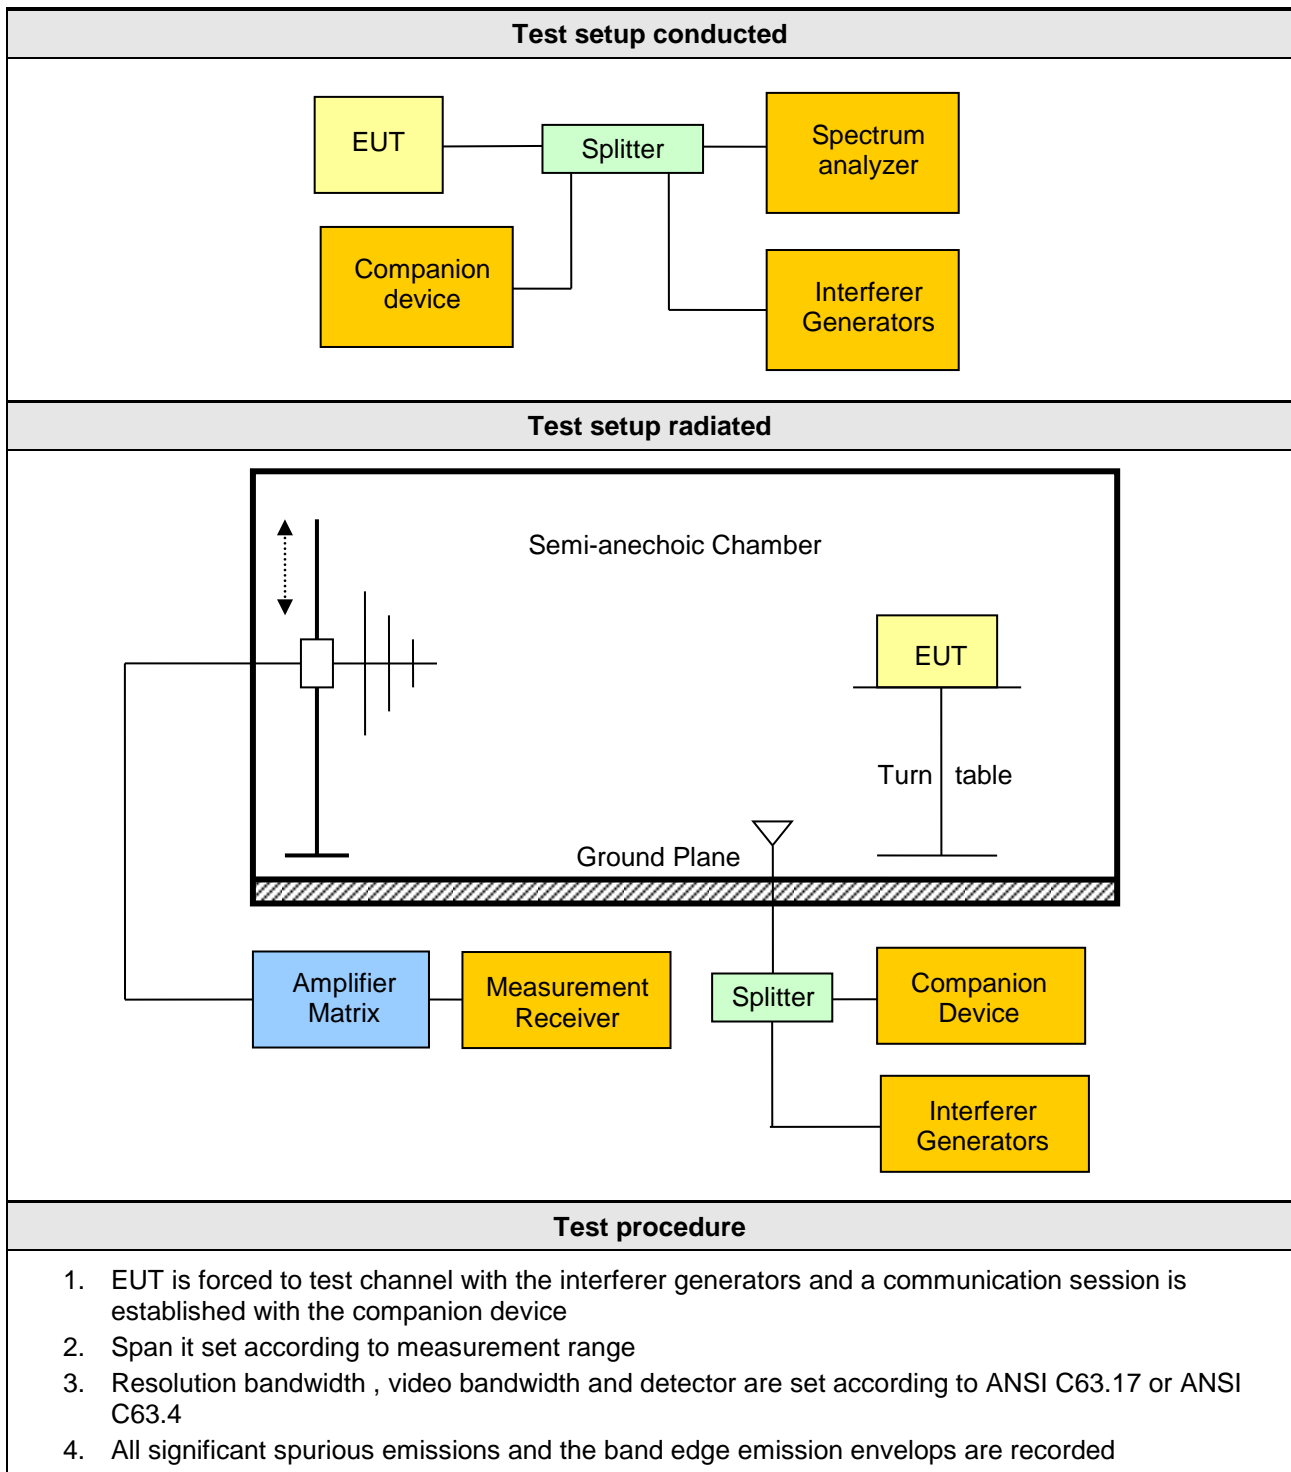 Test setup conducted
EUT
Splitter
Spectrum
analyzer
Companion
device
Interferer
Generators
Test setup radiated
Semi-anechoic Chamber
EUT
Turn table
Ground Plane
Amplifier
Matrix
Measurement
Receiver
Splitter
Companion
Device
Interferer
Generators
Test procedure
1. EUT is forced to test channel with the interferer generators and a communication session is
established with the companion device
2. Span it set according to measurement range
3. Resolution bandwidth , video bandwidth and detector are set according to ANSI C63.17 or ANSI
C63.4
4. All significant spurious emissions and the band edge emission envelops are recorded